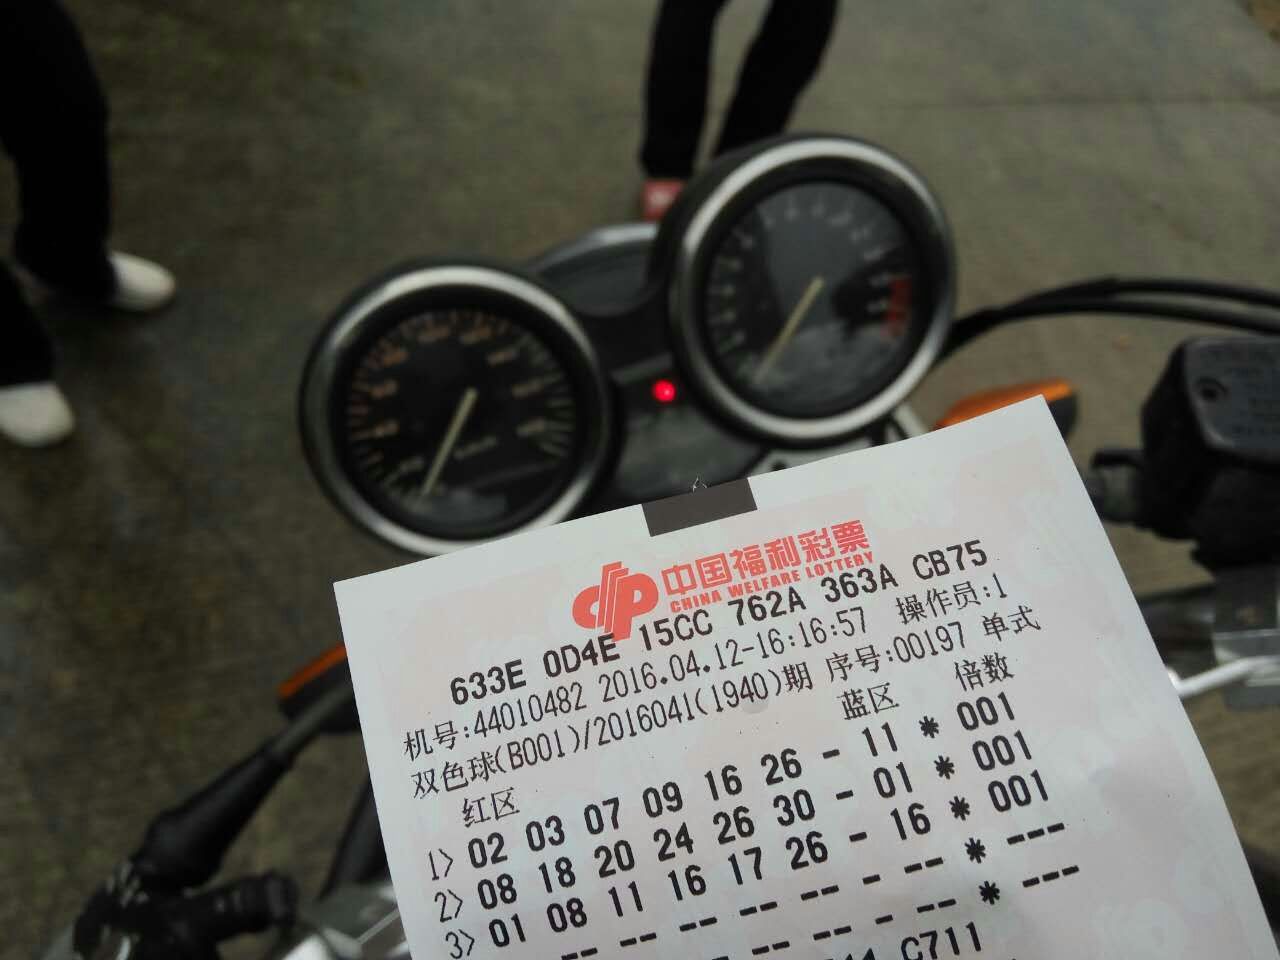 中国福利彩票
CHINA WELFARE LOTTERY
633E 0D4E 15CC 762A 363A CB75
机号:44010482 2016.04.12-16:16:57 操作员:1
双色球(B001)/2016041(1940)期 序号:00197 单式
红区 蓝区 倍数
1> 02 03 07 09 16 26 - 11 * 001
2> 08 18 20 24 26 30 - 01 * 001
3> 01 08 11 16 17 26 - 16 * 001
-- -- -- -- -- - -- * ---
-- -- - -- * ---
C711